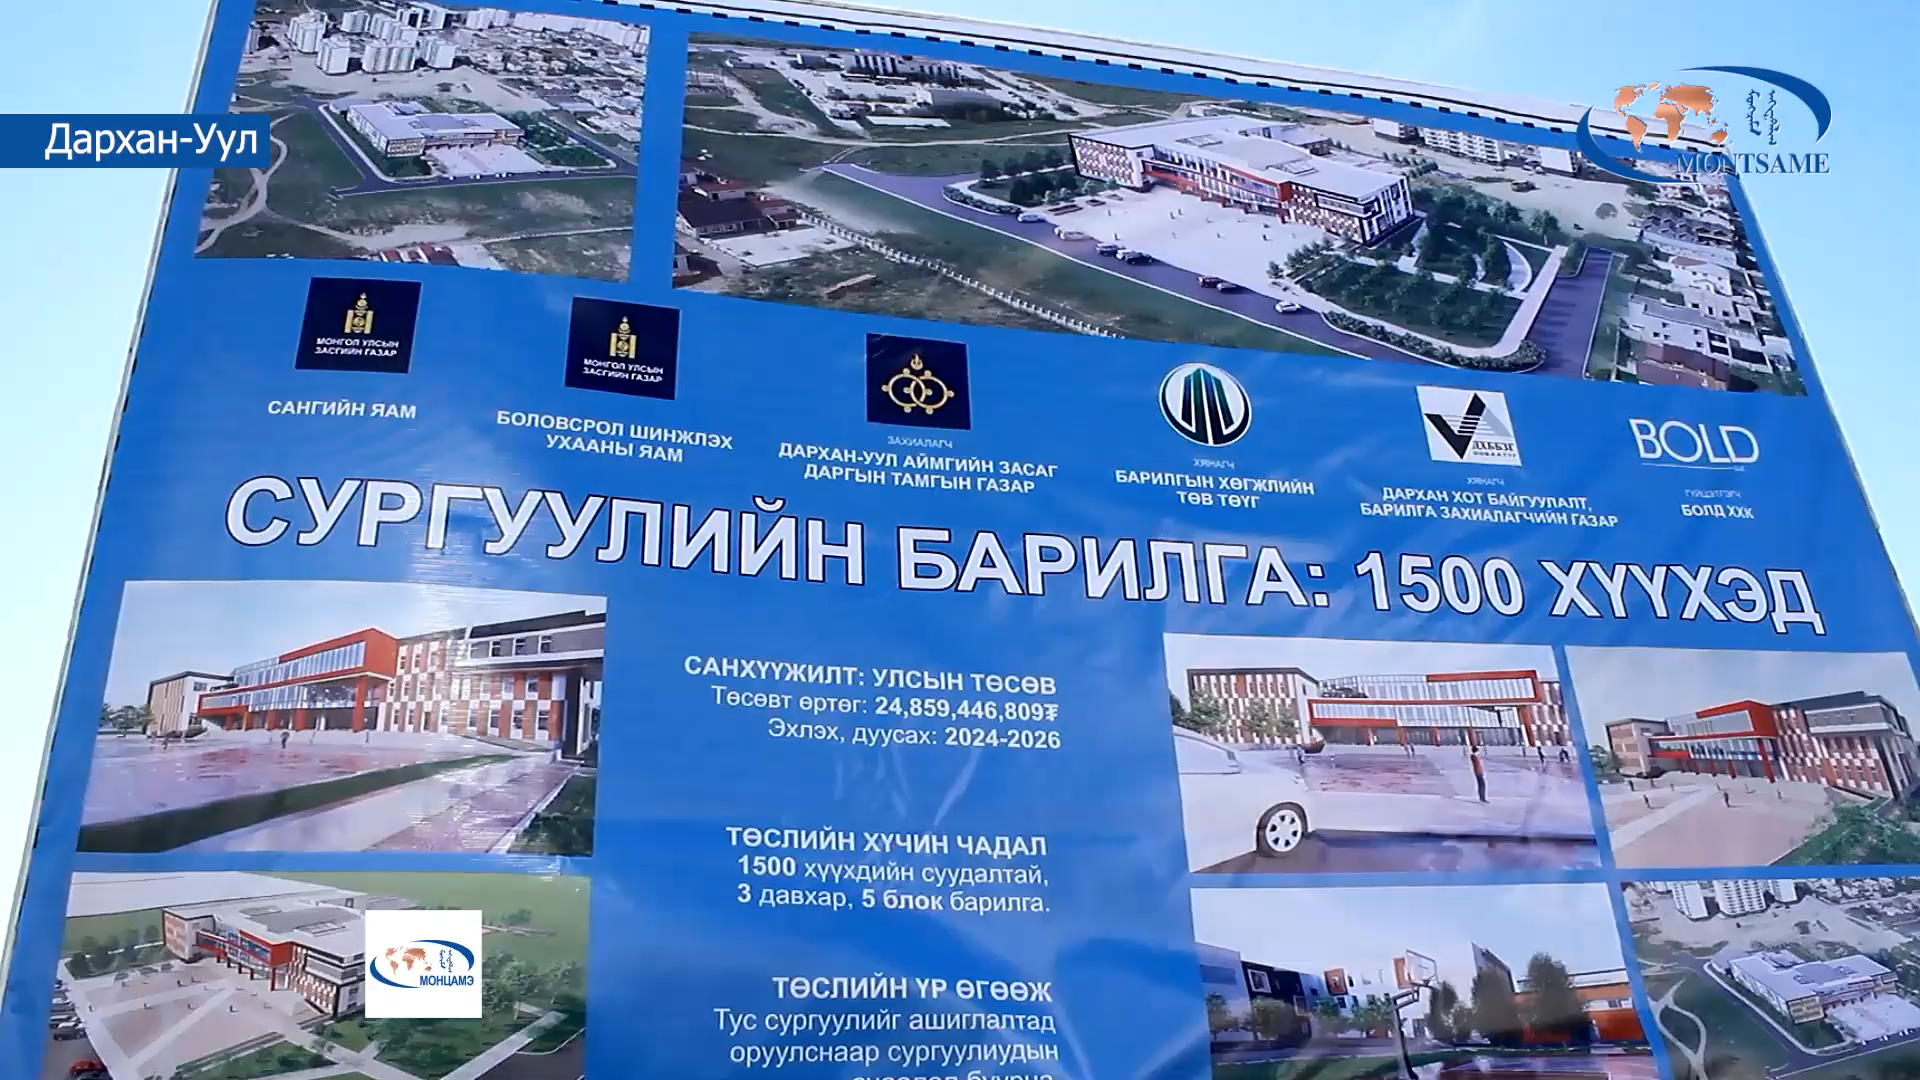 Дархан-Уул
MONTSAME
МОНГОЛ УЛСЫН
ЗАСГИЙН ГАЗАР
САНГИЙН ЯАМ
МОНГОЛ УЛСЫН
ЗАСГИЙН ГАЗАР
БОЛОВСРОЛ ШИНЖЛЭХ
УХААНЫ ЯАМ
ЗАХИАЛАГЧ
ДАРХАН-УУЛ АЙМГИЙН ЗАСАГ
ДАРГЫН ТАМГЫН ГАЗАР
ХЯНАГЧ
БАРИЛГЫН ХӨГЖЛИЙН
ТӨВ ТӨҮГ
ХЯНАГЧ
ДАРХАН ХОТ БАЙГУУЛАЛТ,
БАРИЛГА ЗАХИАЛАГЧИЙН ГАЗАР
BOLD
ГҮЙЦЭТГЭГЧ
БОЛД ХХК
СУРГУУЛИЙН БАРИЛГА: 1500 ХҮҮХЭД
САНХҮҮЖИЛТ: УЛСЫН ТӨСӨВ
Төсөвт өртөг: 24,859,446,809₮
Эхлэх, дуусах: 2024-2026
ТӨСЛИЙН ХҮЧИН ЧАДАЛ
1500 хүүхдийн суудалтай,
3 давхар, 5 блок барилга.
ТӨСЛИЙН ҮР ӨГӨӨЖ
Тус сургуулийг ашиглалтад
оруулснаар сургуулиудын
МОНЦАМЭ